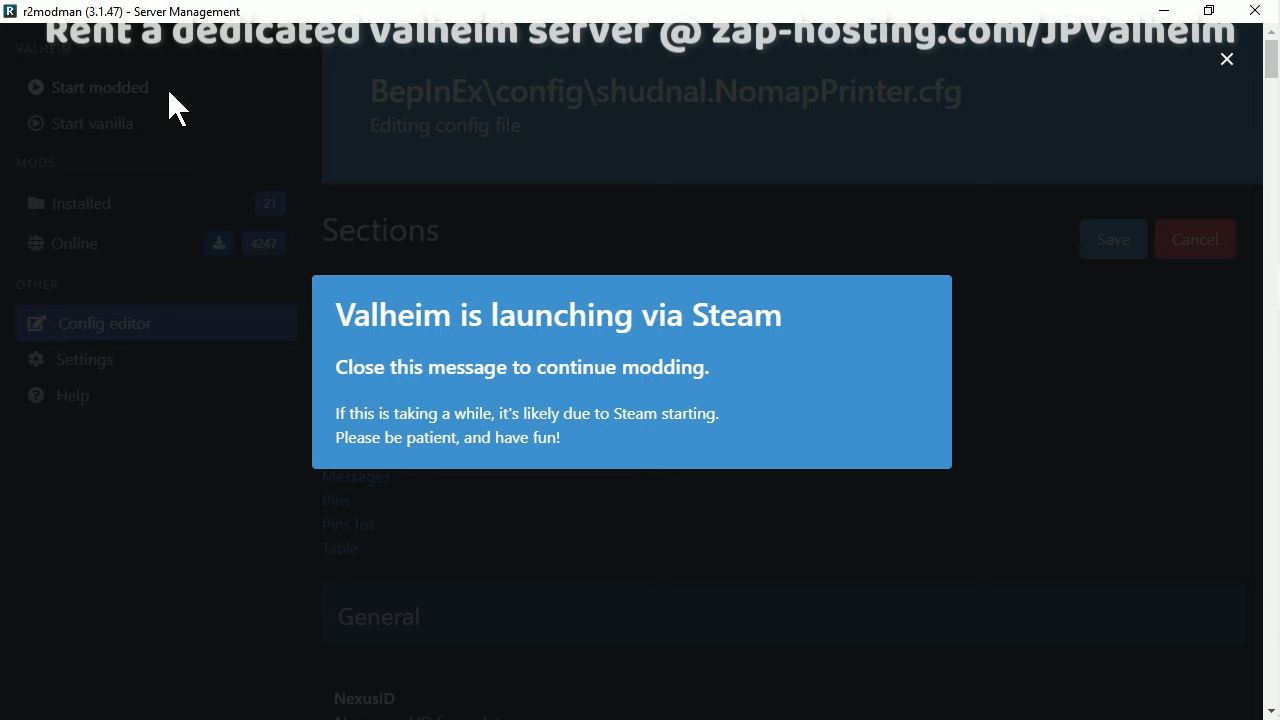 r2modman (3.1.47) - Server Management
Rent a dedicated Valheim server @ zap-hosting.com/JPValheim
VALHEIM
Start modded
Start vanilla
MODS
Installed 21
Online 4247
OTHER
Config editor
Settings
Help
BepInEx\config\shudnal.NomapPrinter.cfg
Editing config file
Sections
Save Cancel
Valheim is launching via Steam
Close this message to continue modding.
If this is taking a while, it's likely due to Steam starting.
Please be patient, and have fun!
Messages
Pins
Pins list
Table
General
NexusID